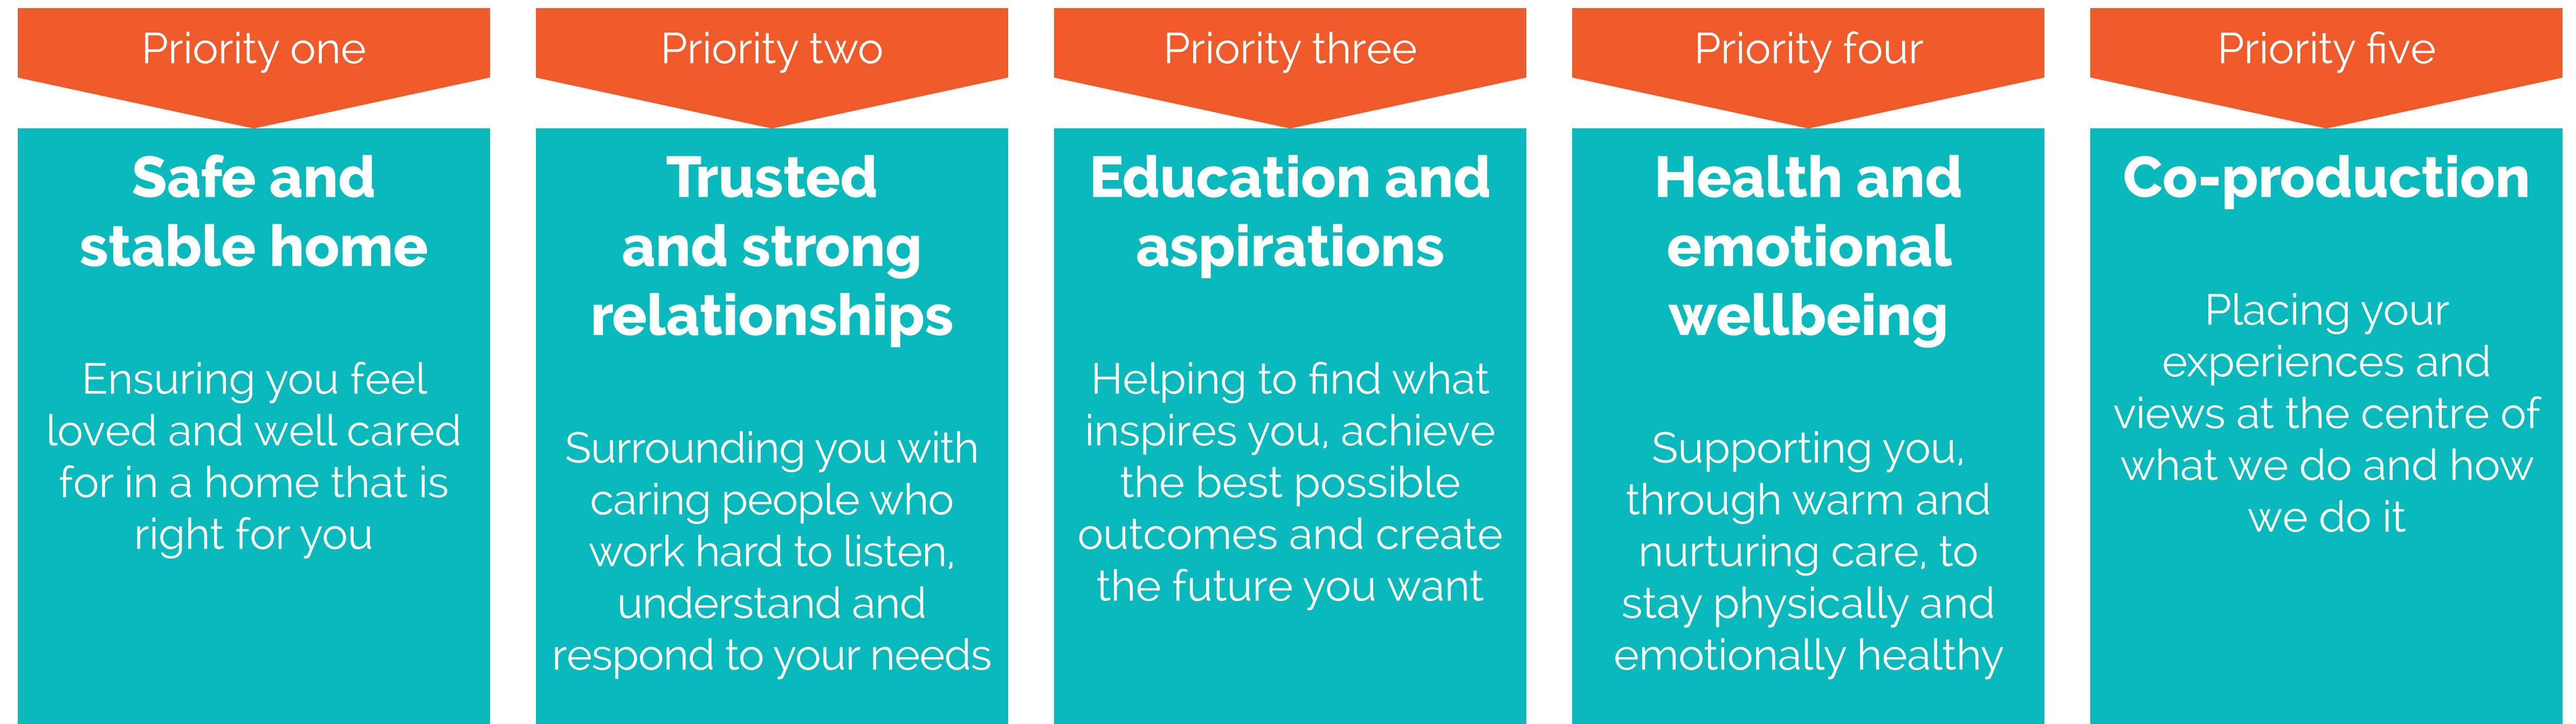 Priority one
Safe and
stable home
Ensuring you feel
loved and well cared
for in a home that is
right for you
Priority two
Trusted
and strong
relationships
Surrounding you with
caring people who
work hard to listen,
understand and
respond to your needs
Priority three
Education and
aspirations
Helping to find what
inspires you, achieve
the best possible
outcomes and create
the future you want
Priority four
Health and
emotional
wellbeing
Supporting you,
through warm and
nurturing care, to
stay physically and
emotionally healthy
Priority five
Co-production
Placing your
experiences and
views at the centre of
what we do and how
we do it